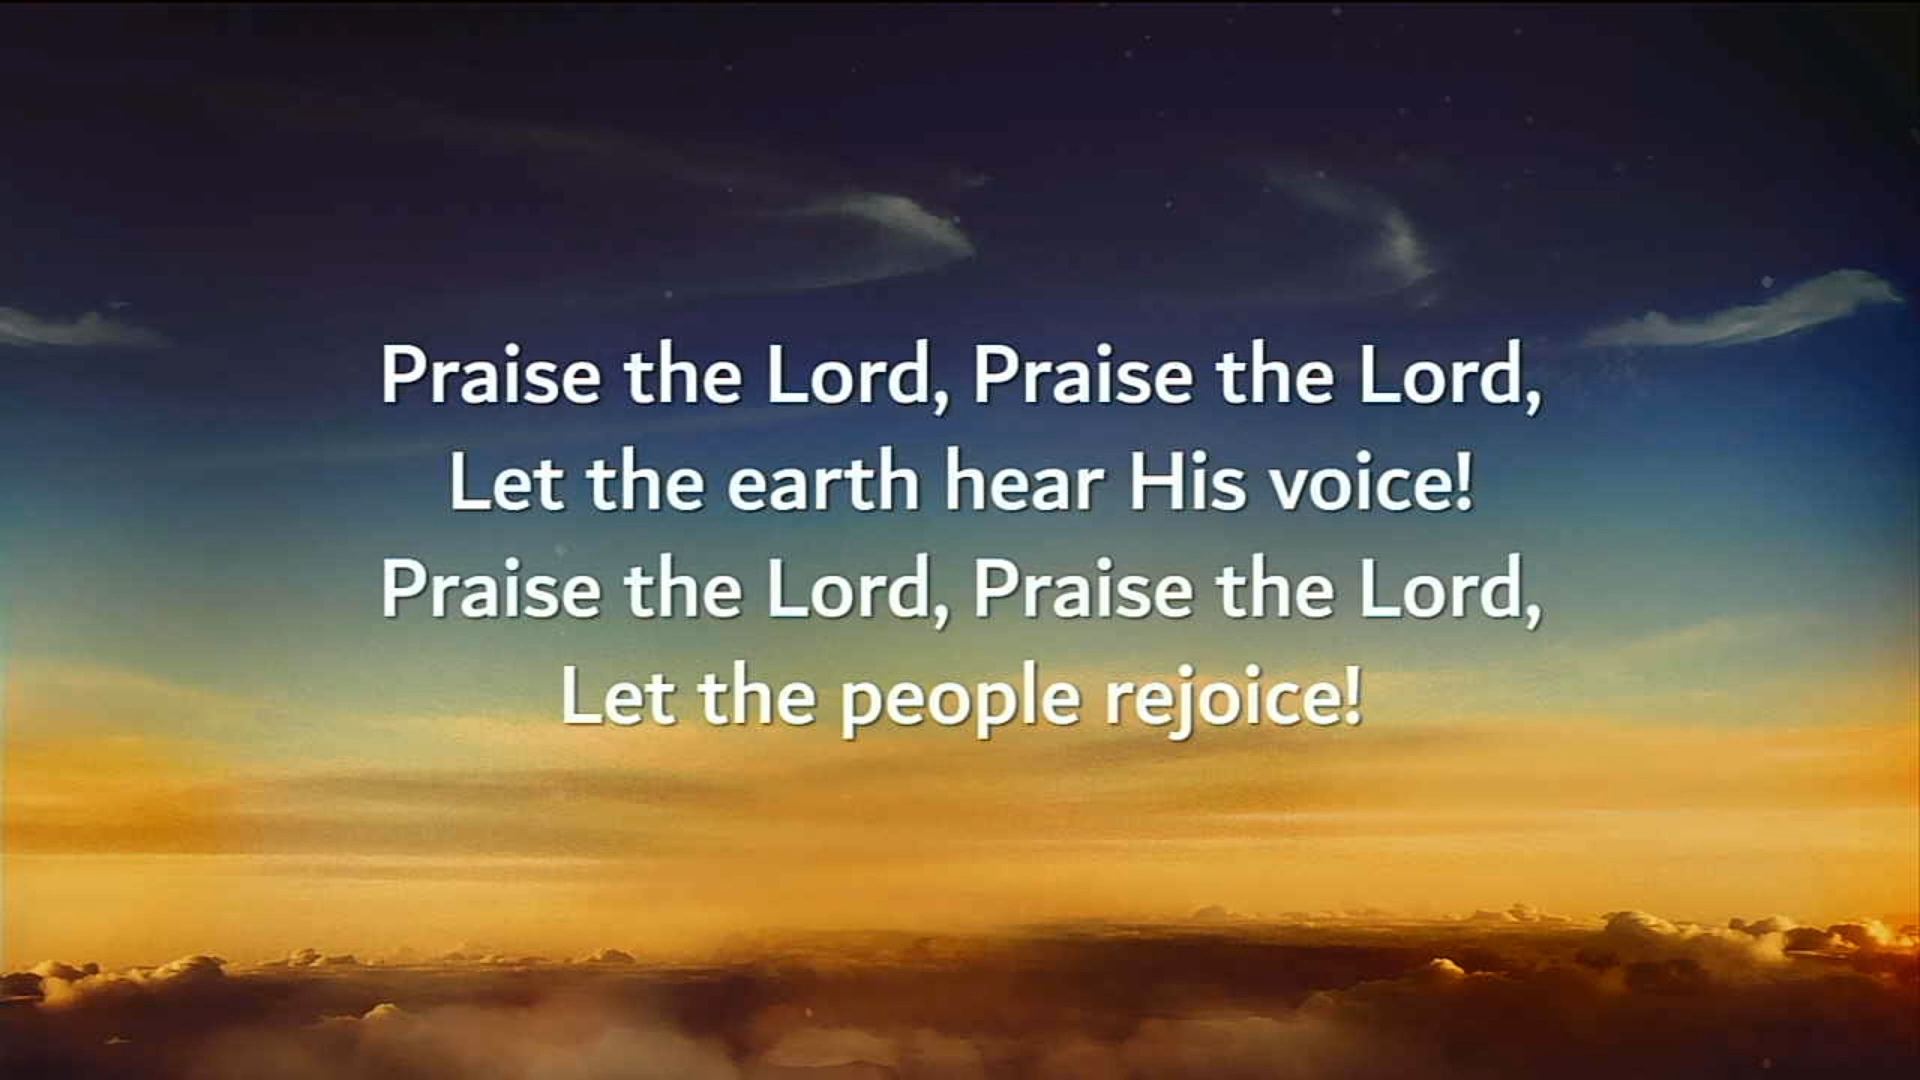 Praise the Lord, Praise the Lord,
Let the earth hear His voice!
Praise the Lord, Praise the Lord,
Let the people rejoice!